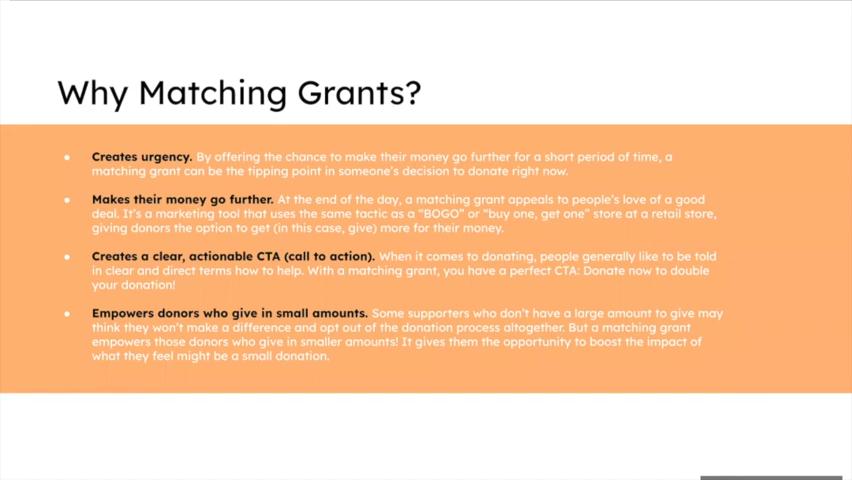 Why Matching Grants?
● Creates urgency. By offering the chance to make their money go further for a short period of time, a
matching grant can be the tipping point in someone's decision to donate right now.
● Makes their money go further. At the end of the day, a matching grant appeals to people's love of a good
deal. It's a marketing tool that uses the same tactic as a "BOGO" or "buy one, get one" store at a retail store,
giving donors the option to get (in this case, give) more for their money.
● Creates a clear, actionable CTA (call to action). When it comes to donating, people generally like to be told
in clear and direct terms how to help. With a matching grant, you have a perfect CTA: Donate now to double
your donation!
● Empowers donors who give in small amounts. Some supporters who don't have a large amount to give may
think they won't make a difference and opt out of the donation process altogether. But a matching grant
empowers those donors who give in smaller amounts! It gives them the opportunity to boost the impact of
what they feel might be a small donation.